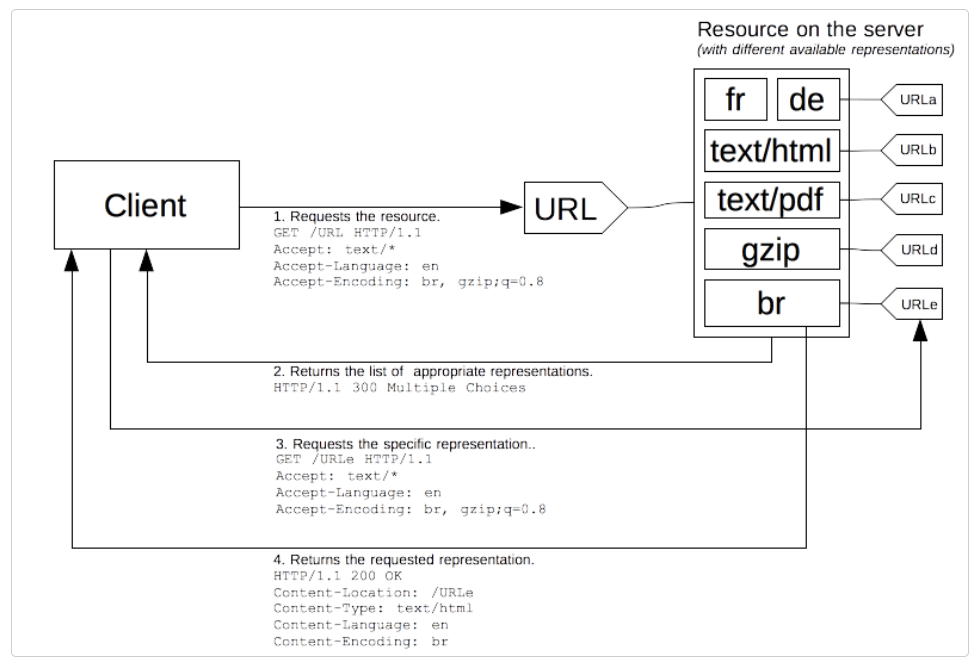 Resource on the server
(with different available representations)
fr
de
URLa
text/html
URLb
text/pdf
URLc
gzip
URLd
br
URLe
Client
URL
1. Requests the resource.
GET /URL HTTP/1.1
Accept: text/*
Accept-Language: en
Accept-Encoding: br, gzip;q=0.8
2. Returns the list of appropriate representations.
HTTP/1.1 300 Multiple Choices
3. Requests the specific representation..
GET /URLe HTTP/1.1
Accept: text/*
Accept-Language: en
Accept-Encoding: br, gzip;q=0.8
4. Returns the requested representation.
HTTP/1.1 200 OK
Content-Location: /URLe
Content-Type: text/html
Content-Language: en
Content-Encoding: br